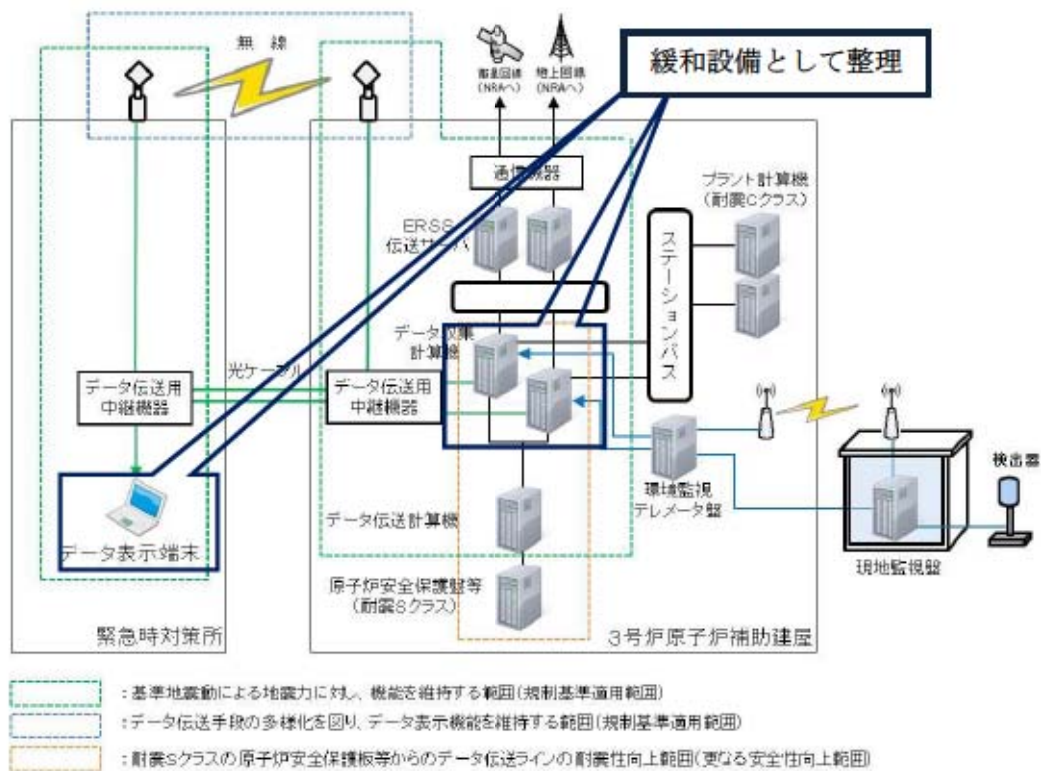 無 線
衛星回線
(NRAへ)
地上回線
(NRAへ)
緩和設備として整理
通信機器
プラント計算機
(耐震Cクラス)
ERSS
伝送サーバ
ステーションバス
データ収集
計算機
光ケーブル
データ伝送用
中継機器
データ伝送用
中継機器
環境監視
テレメータ盤
検出器
データ伝送計算機
データ表示端末
現地監視盤
原子炉安全保護盤等
(耐震Sクラス)
緊急時対策所
3号炉原子炉補助建屋
:基準地震動による地震力に対し、機能を維持する範囲(規制基準適用範囲)
:データ伝送手段の多様化を図り、データ表示機能を維持する範囲(規制基準適用範囲)
:耐震Sクラスの原子炉安全保護板等からのデータ伝送ラインの耐震性向上範囲(更なる安全性向上範囲)